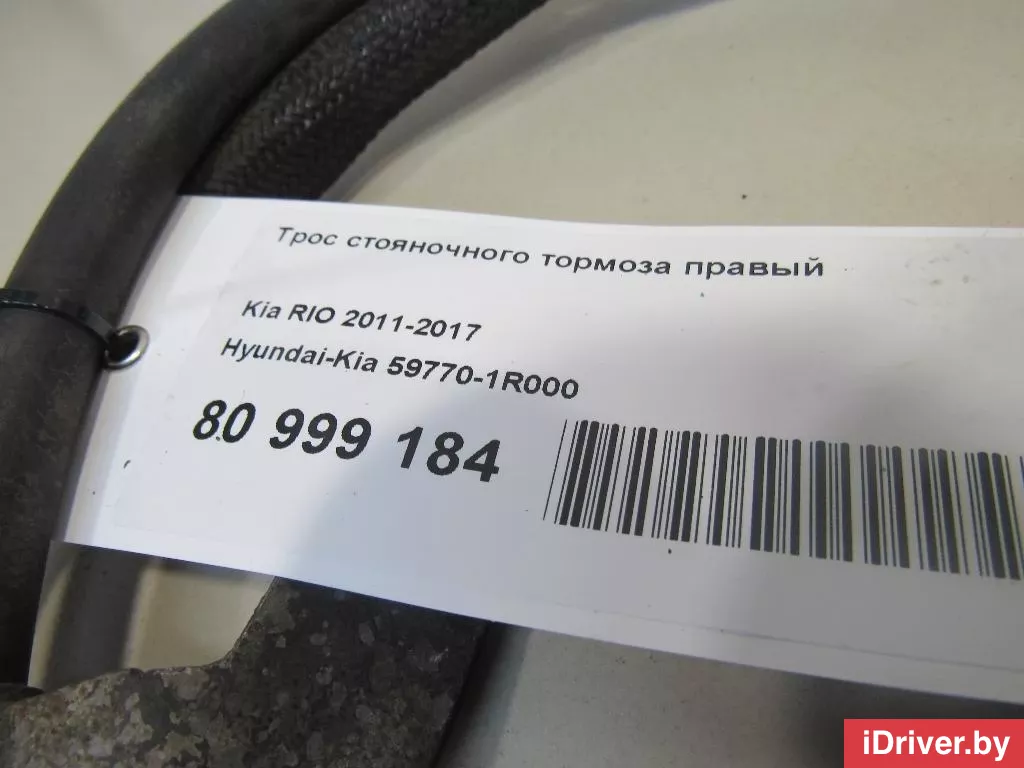 Трос стояночного тормоза правый
Kia RIO 2011-2017
Hyundai-Kia 59770-1R000
80 999 184
iDriver.by